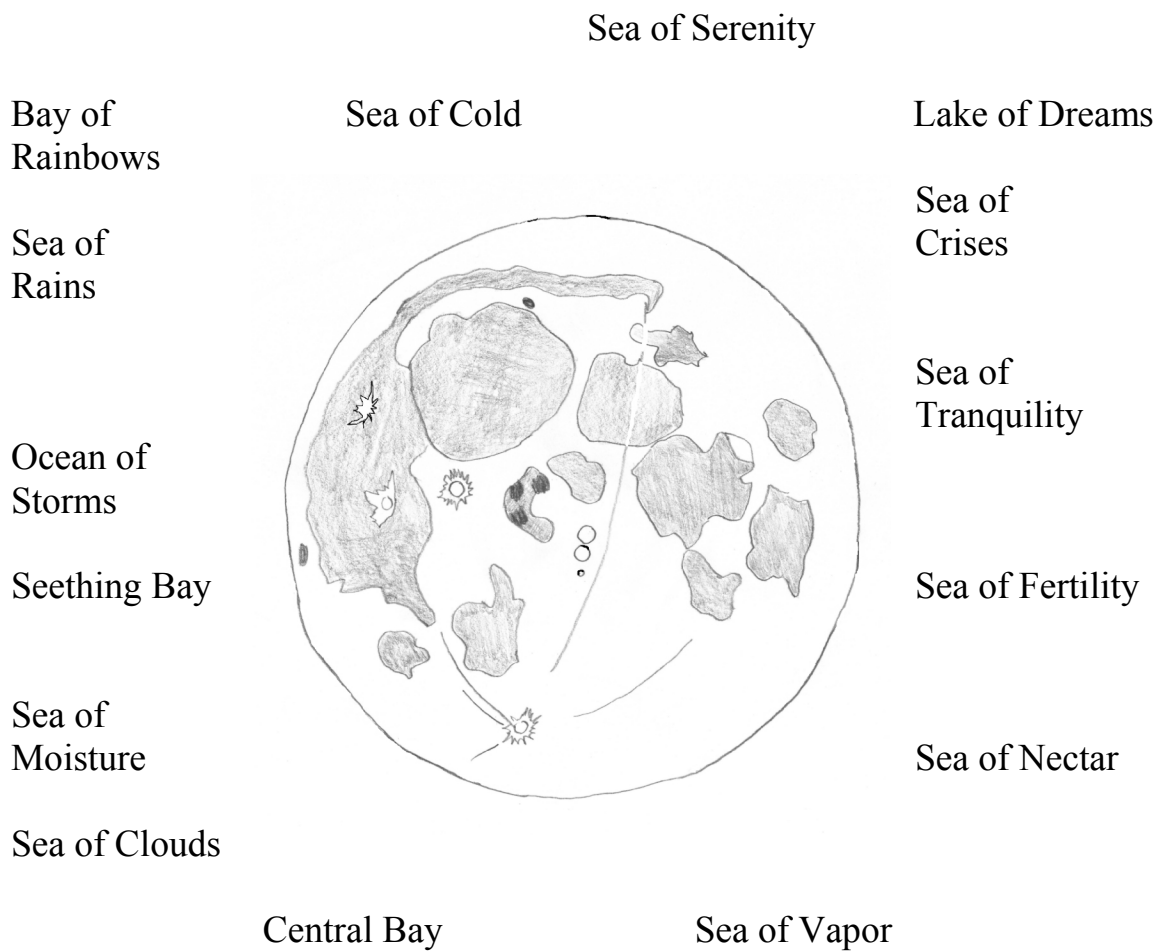 Sea of Serenity
Bay of
Rainbows
Sea of Cold
Lake of Dreams
Sea of
Crises
Sea of
Rains
Sea of
Tranquility
Ocean of
Storms
Seething Bay
Sea of Fertility
Sea of
Moisture
Sea of Nectar
Sea of Clouds
Central Bay
Sea of Vapor